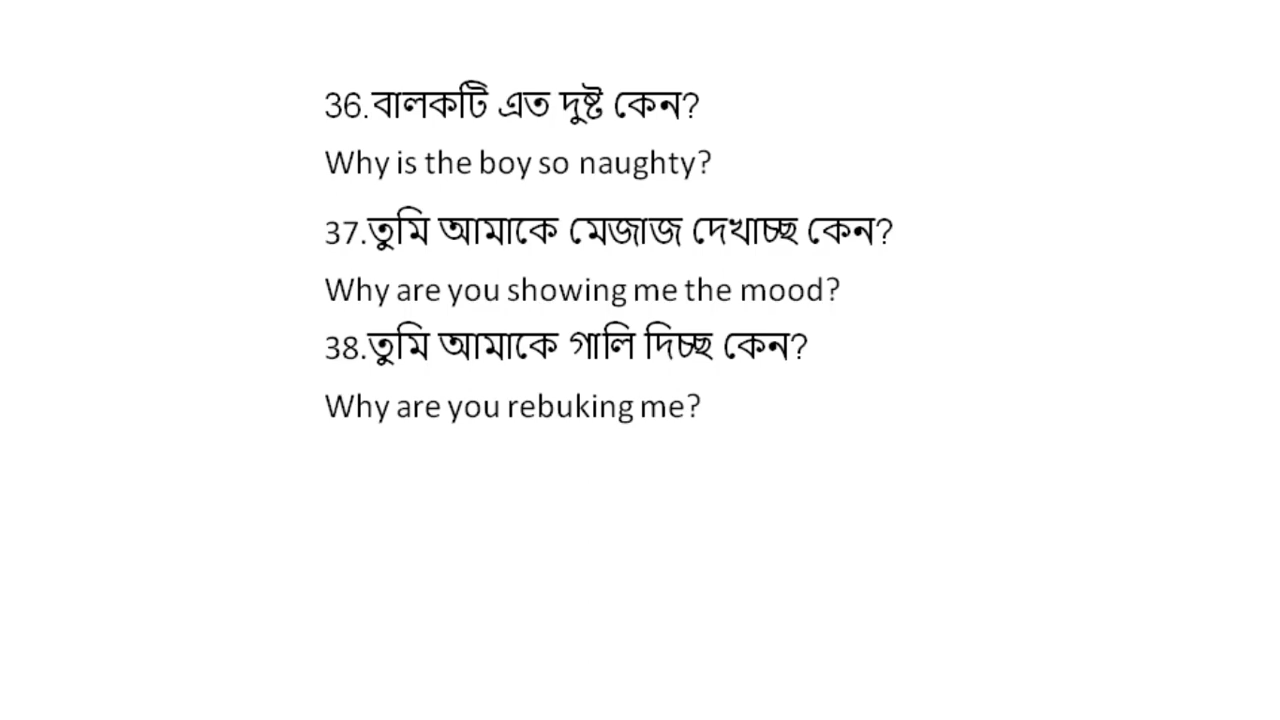 36.বালকটি এত দুষ্ট কেন?
Why is the boy so naughty?
37.তুমি আমাকে মেজাজ দেখাচ্ছ কেন?
Why are you showing me the mood?
38.তুমি আমাকে গালি দিচ্ছ কেন?
Why are you rebuking me?